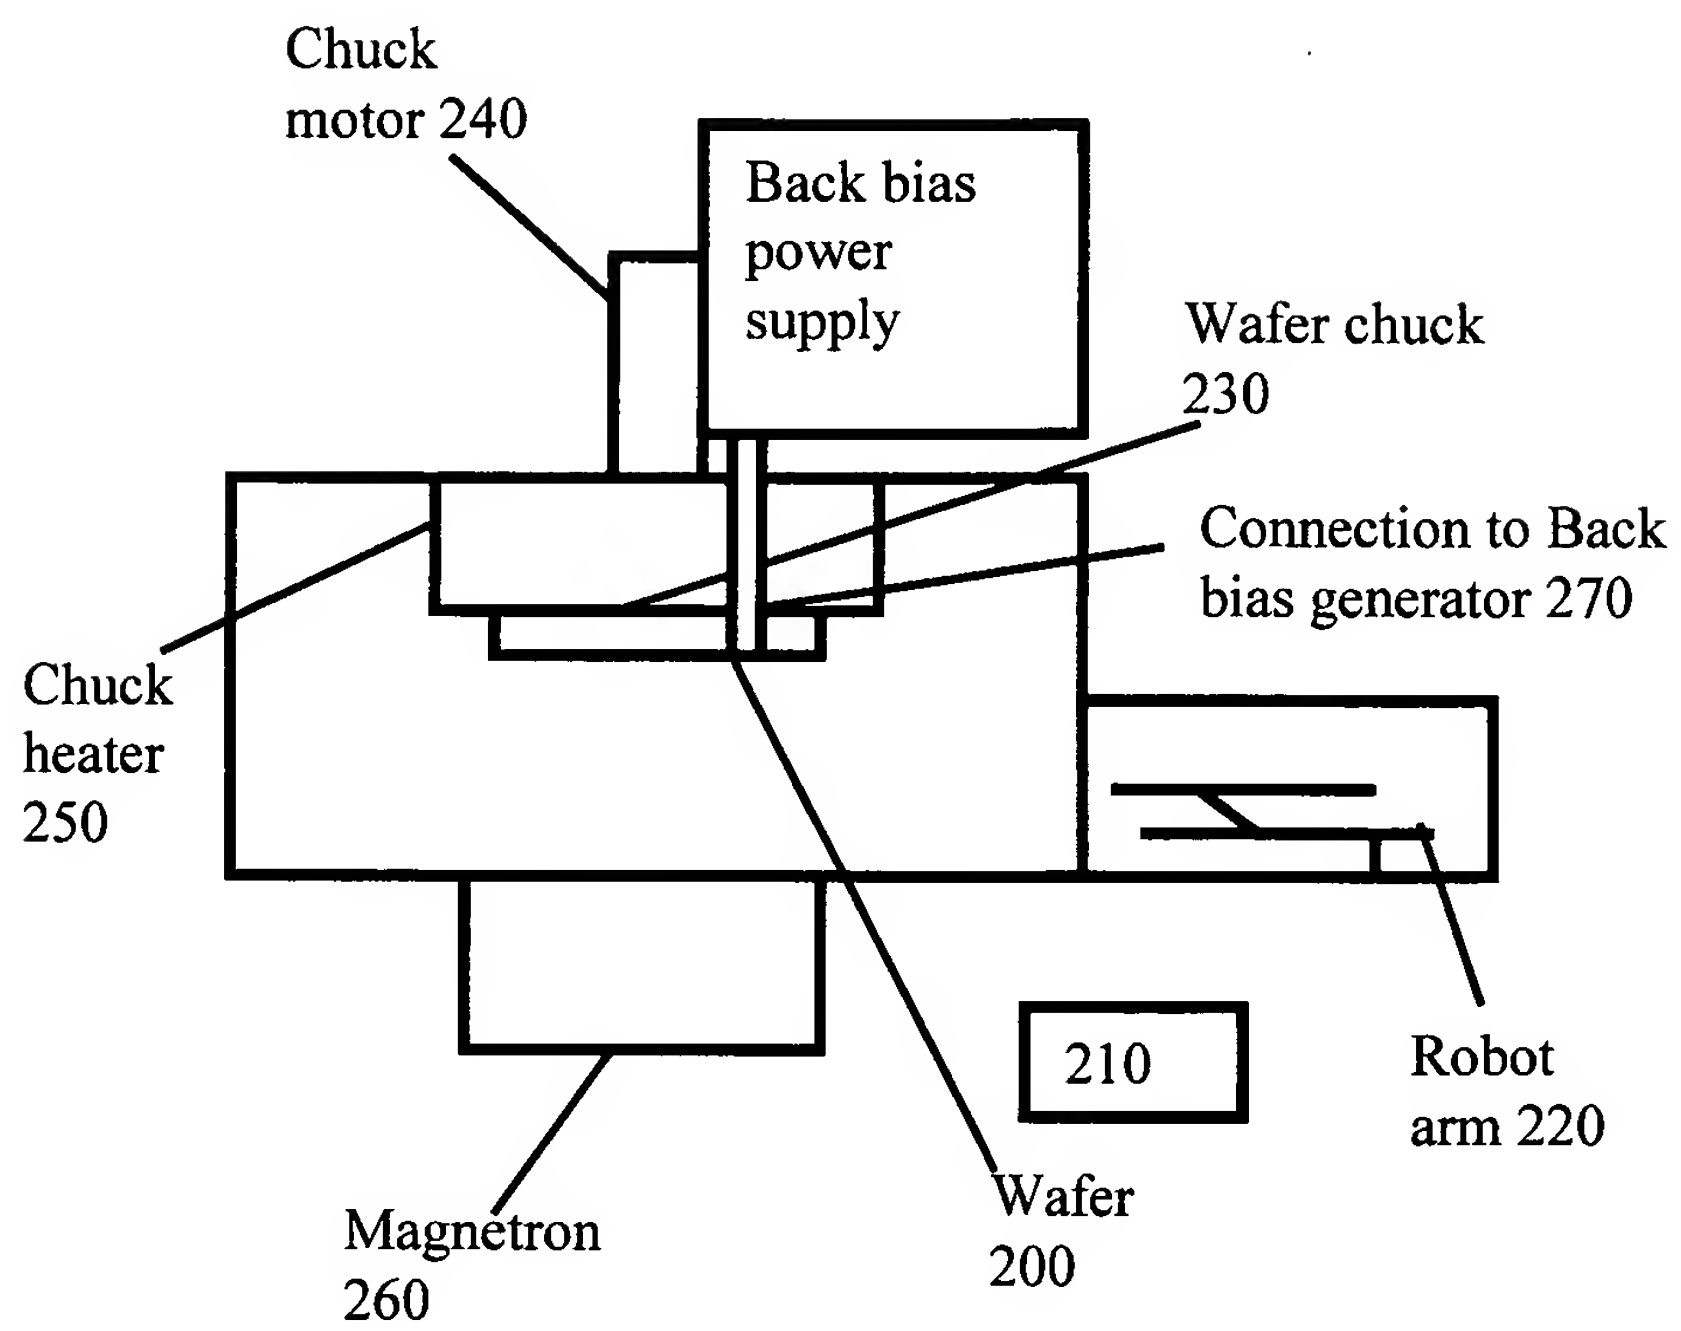 Chuck
motor 240
Back bias
power
supply
Wafer chuck
230
Connection to Back
bias generator 270
Chuck
heater
250
210
Robot
arm 220
Wafer
200
Magnetron
260